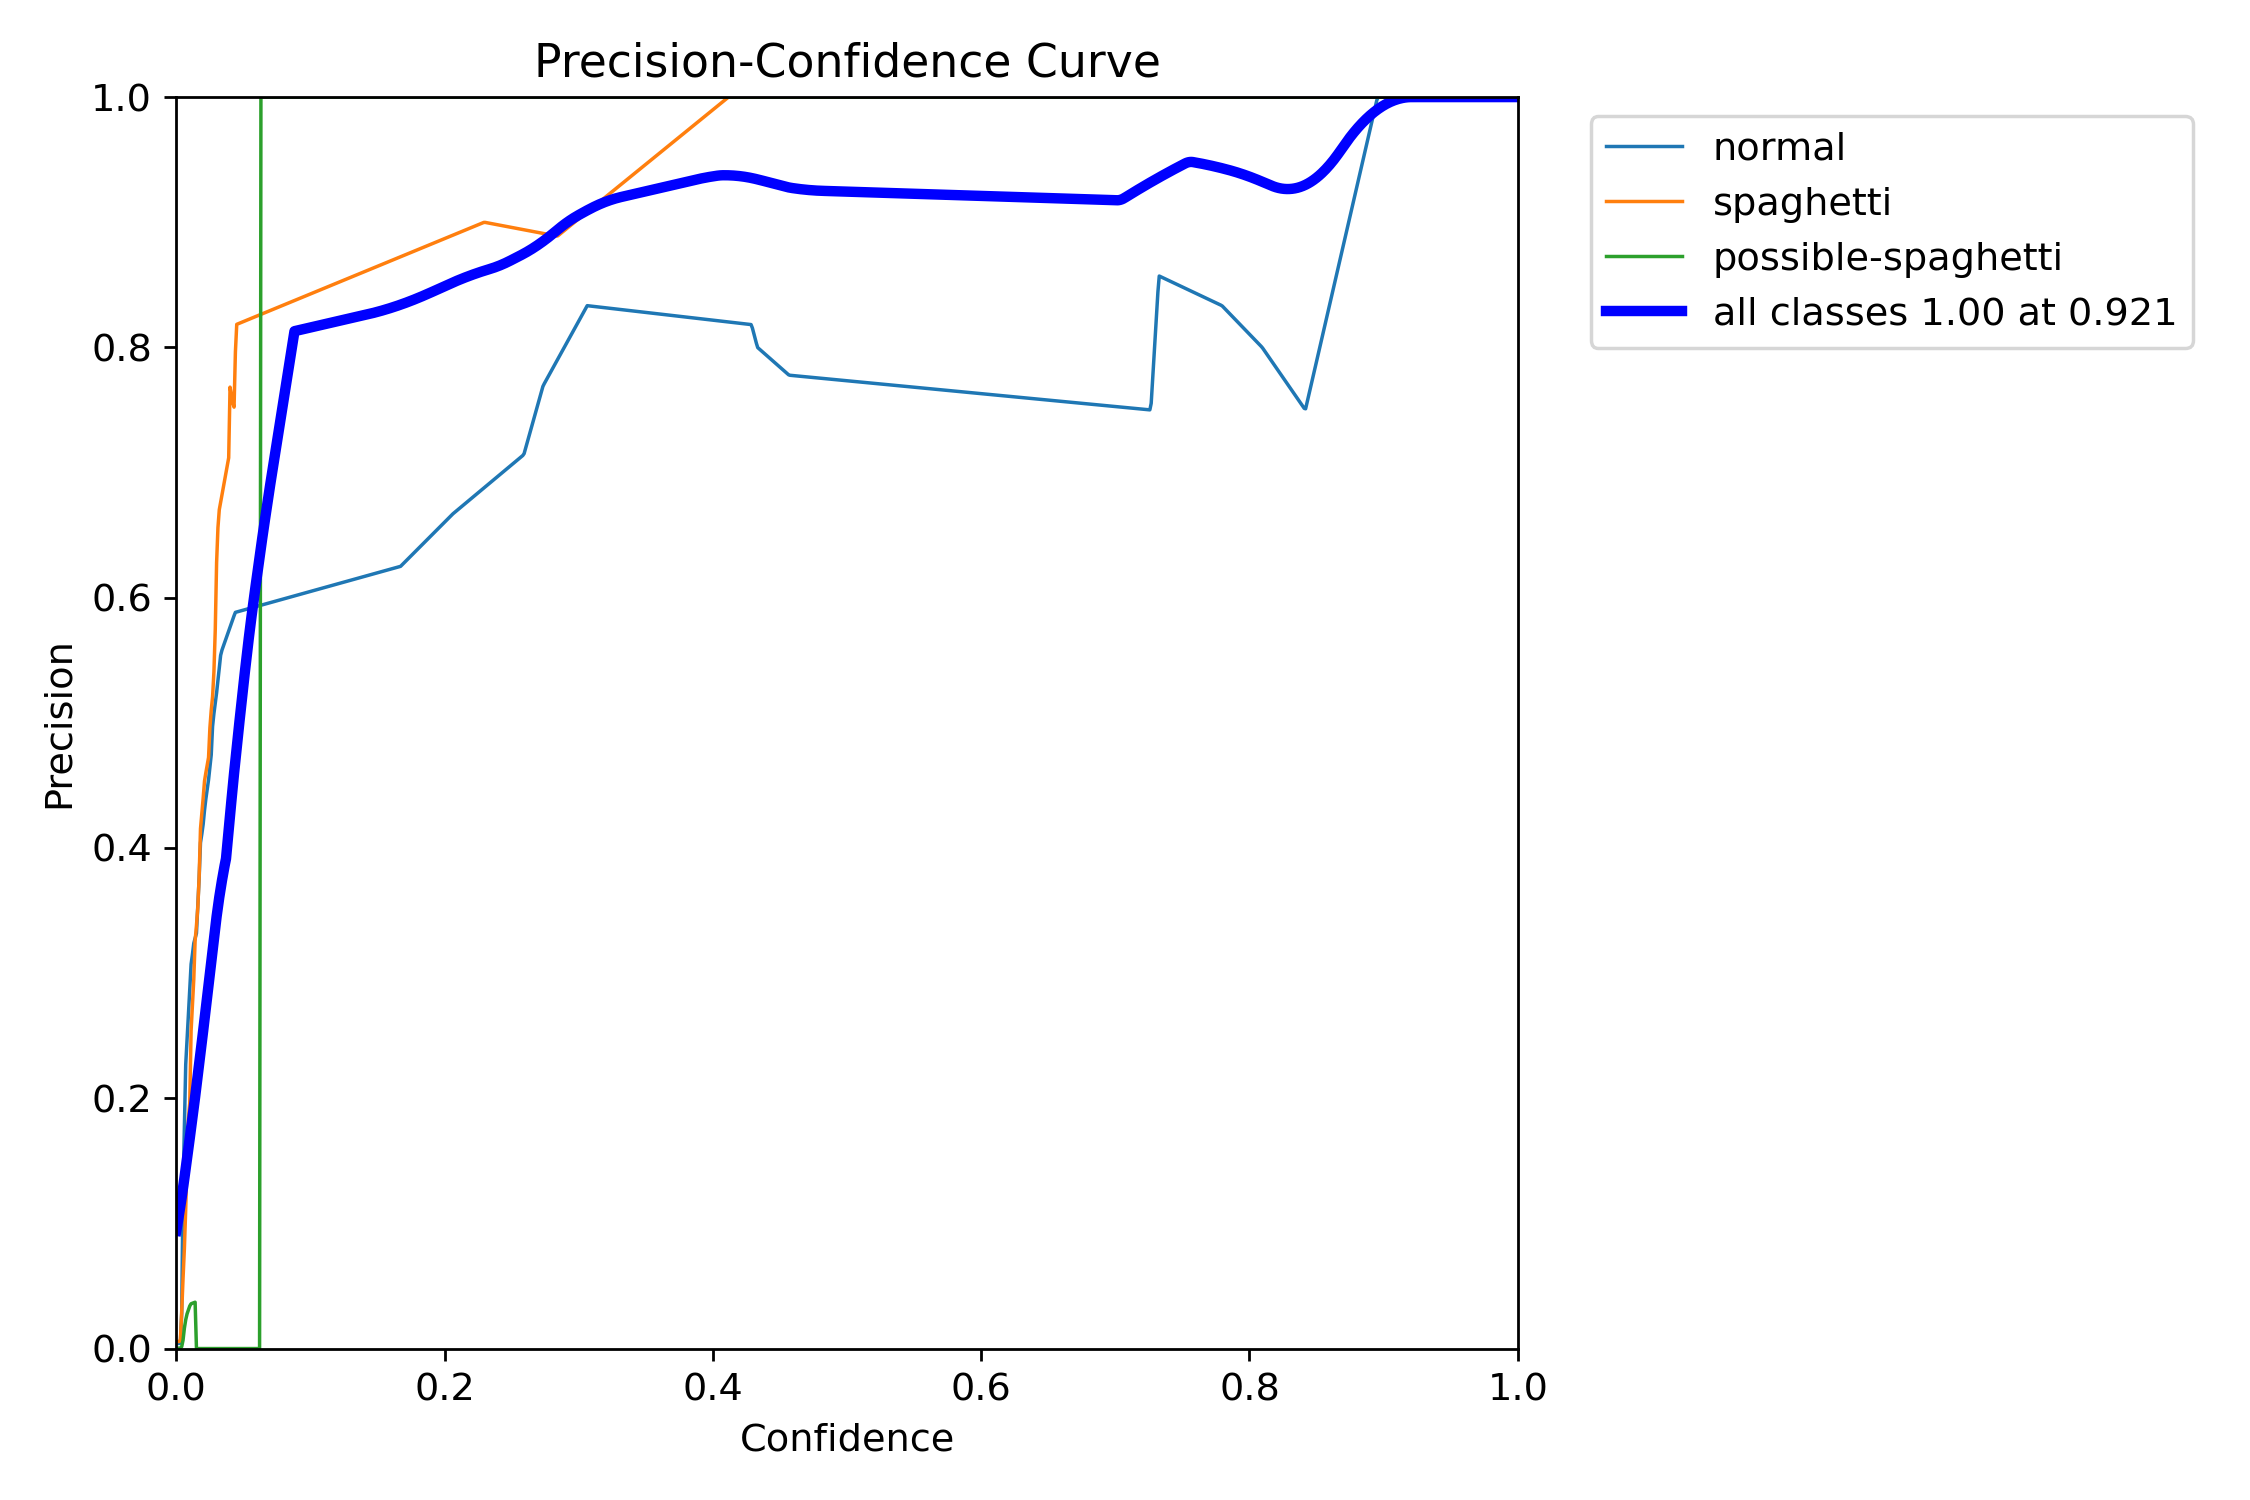 Precision-Confidence Curve
1.0
0.8
0.6
0.4
0.2
0.0
Precision
0.0 0.2 0.4 0.6 0.8 1.0
Confidence
normal
spaghetti
possible-spaghetti
all classes 1.00 at 0.921